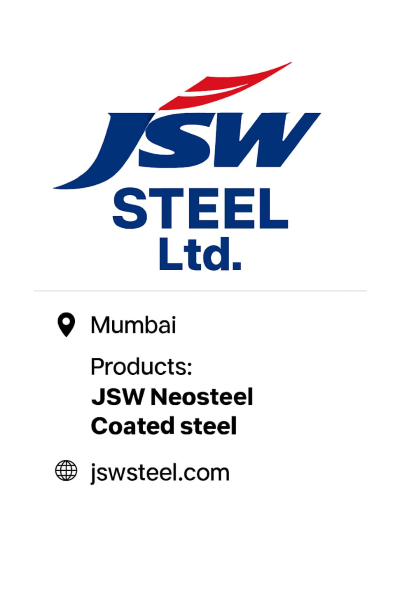 JSW
STEEL
Ltd.
Mumbai
Products:
JSW Neosteel
Coated steel
jswsteel.com